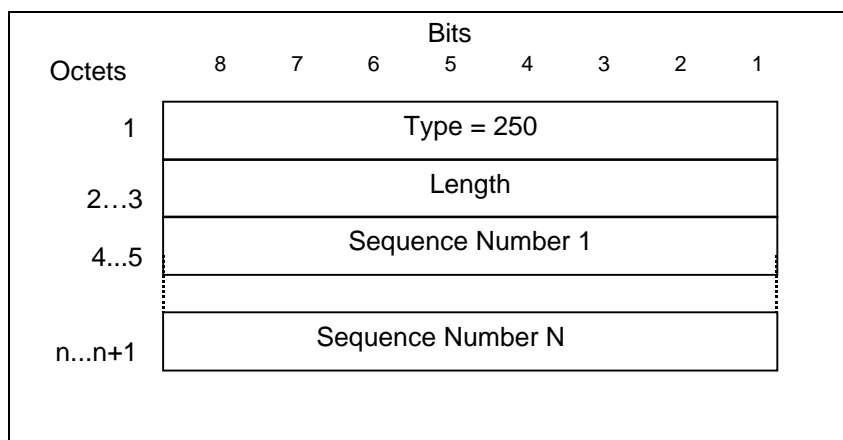 Bits
Octets 8 7 6 5 4 3 2 1
1 Type = 250
2…3 Length
4...5 Sequence Number 1
n...n+1 Sequence Number N